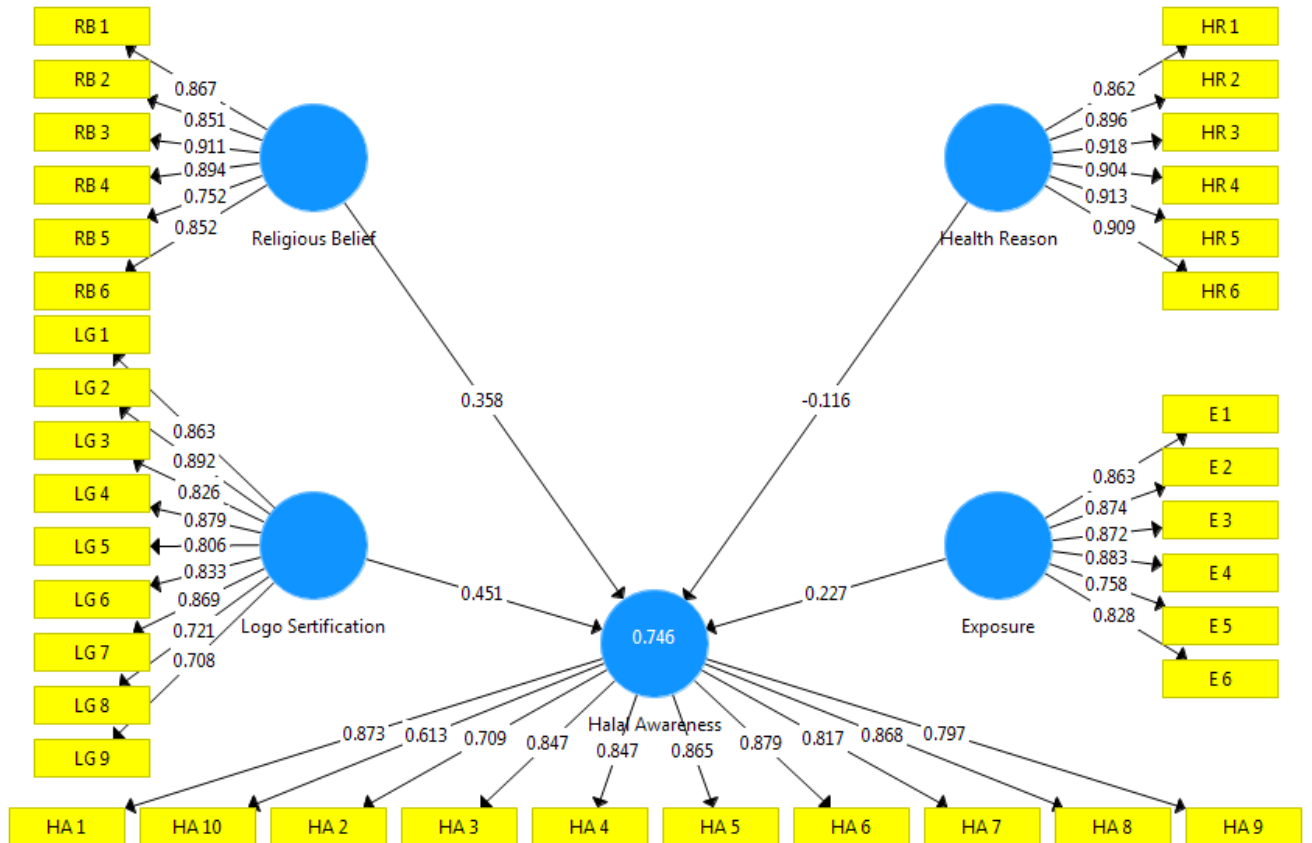 RB 1
RB 2
RB 3
RB 4
RB 5
RB 6
0.867
0.851
0.911
0.894
0.752
0.852
Religious Belief
HR 1
HR 2
HR 3
HR 4
HR 5
HR 6
0.862
0.896
0.918
0.904
0.913
0.909
Health Reason
0.358
-0.116
LG 1
LG 2
LG 3
LG 4
LG 5
LG 6
LG 7
LG 8
LG 9
0.863
0.892
0.826
0.879
0.806
0.833
0.869
0.721
0.708
Logo Sertification
0.451
E 1
E 2
E 3
E 4
E 5
E 6
0.863
0.874
0.872
0.883
0.758
0.828
Exposure
0.227
0.746
Halal Awareness
0.873
0.613
0.709
0.847
0.847
0.865
0.879
0.817
0.868
0.797
HA 1
HA 10
HA 2
HA 3
HA 4
HA 5
HA 6
HA 7
HA 8
HA 9